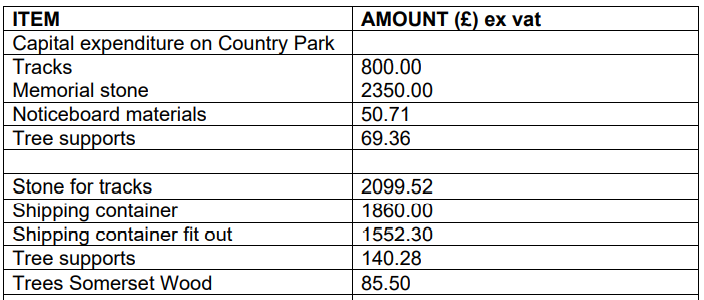 ITEM AMOUNT (£) ex vat
Capital expenditure on Country Park
Tracks 800.00
Memorial stone 2350.00
Noticeboard materials 50.71
Tree supports 69.36
Stone for tracks 2099.52
Shipping container 1860.00
Shipping container fit out 1552.30
Tree supports 140.28
Trees Somerset Wood 85.50